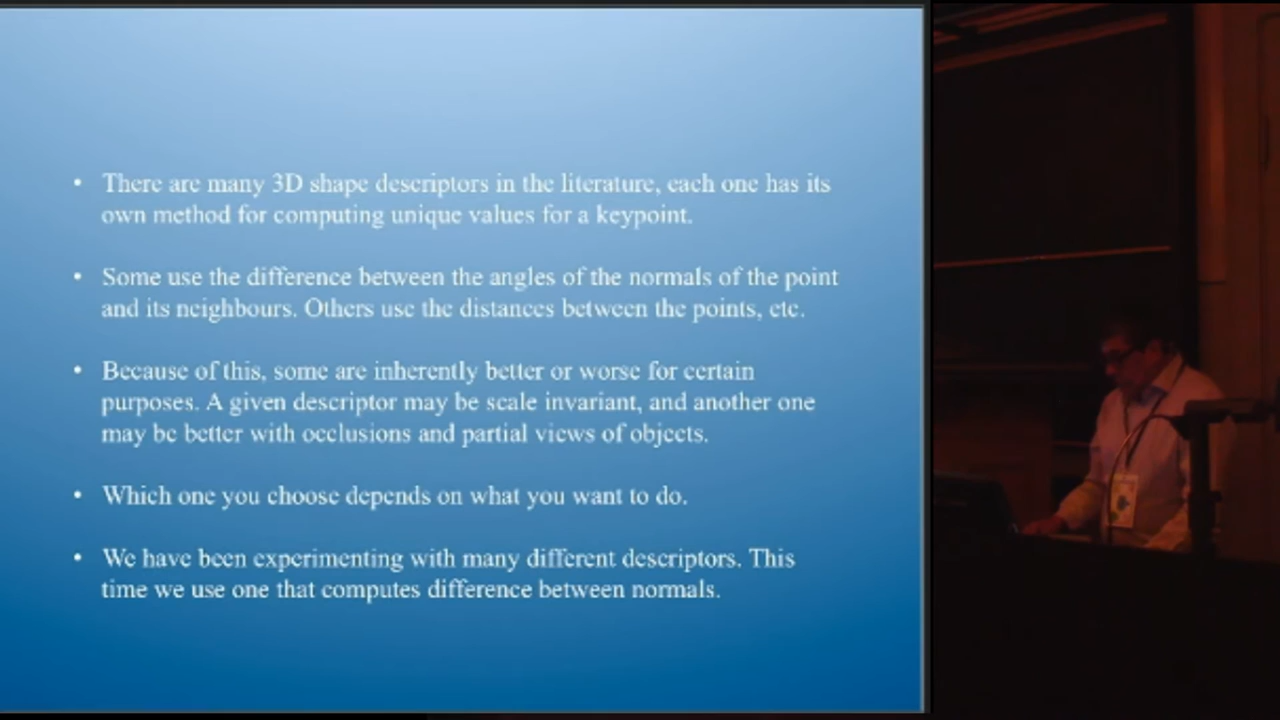 • There are many 3D shape descriptors in the literature, each one has its
own method for computing unique values for a keypoint.
• Some use the difference between the angles of the normals of the point
and its neighbours. Others use the distances between the points, etc.
• Because of this, some are inherently better or worse for certain
purposes. A given descriptor may be scale invariant, and another one
may be better with occlusions and partial views of objects.
• Which one you choose depends on what you want to do.
• We have been experimenting with many different descriptors. This
time we use one that computes difference between normals.